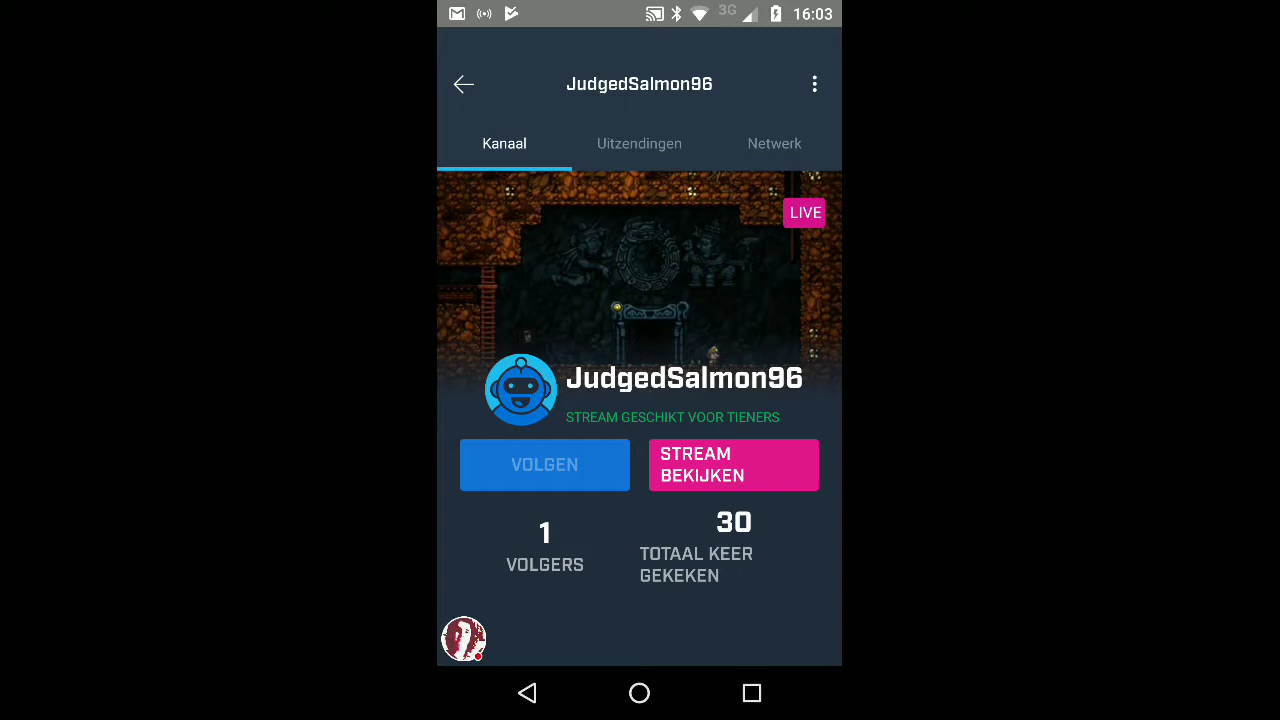 3G 16:03
JudgedSalmon96
Kanaal Uitzendingen Netwerk
LIVE
JudgedSalmon96
STREAM GESCHIKT VOOR TIENERS
VOLGEN
STREAM
BEKIJKEN
1
VOLGERS
30
TOTAAL KEER
GEKEKEN